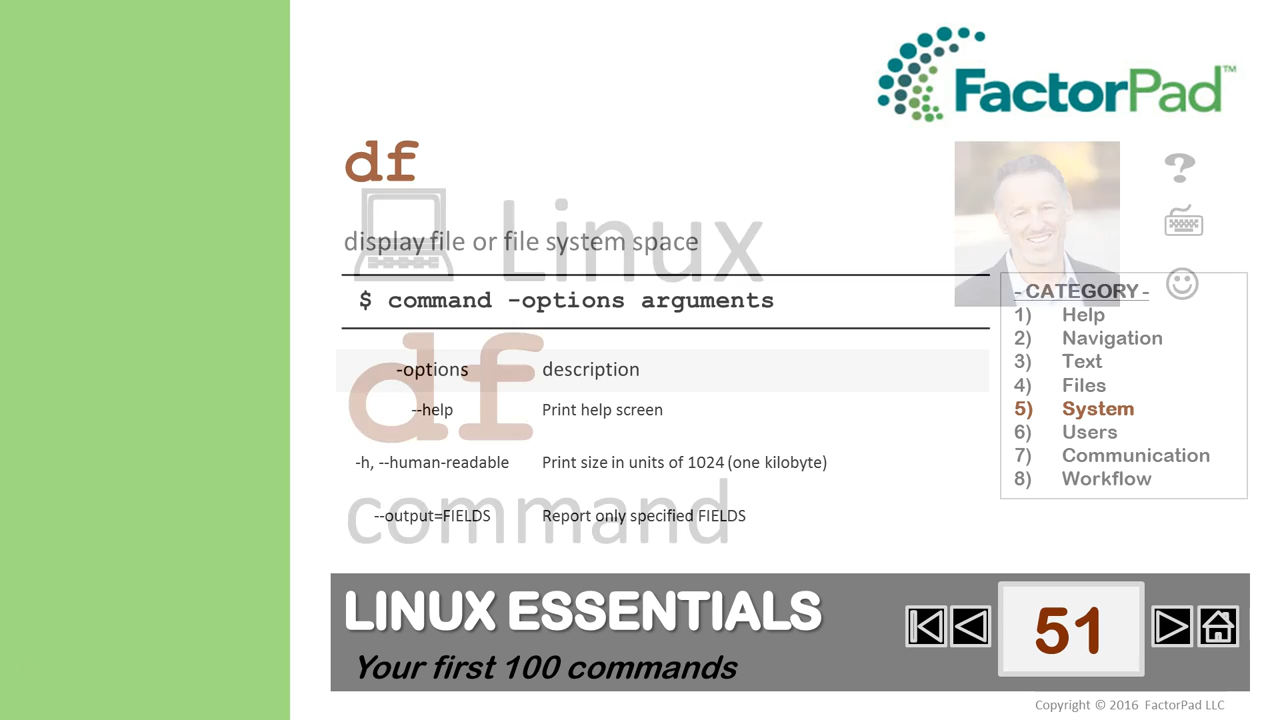 FactorPad™
df
Linux
display file or file system space
$ command -options arguments
df
-options description
--help Print help screen
-h, --human-readable Print size in units of 1024 (one kilobyte)
command
--output=FIELDS Report only specified FIELDS
?
- CATEGORY -
1) Help
2) Navigation
3) Text
4) Files
5) System
6) Users
7) Communication
8) Workflow
LINUX ESSENTIALS
Your first 100 commands
51
Copyright © 2016 FactorPad LLC